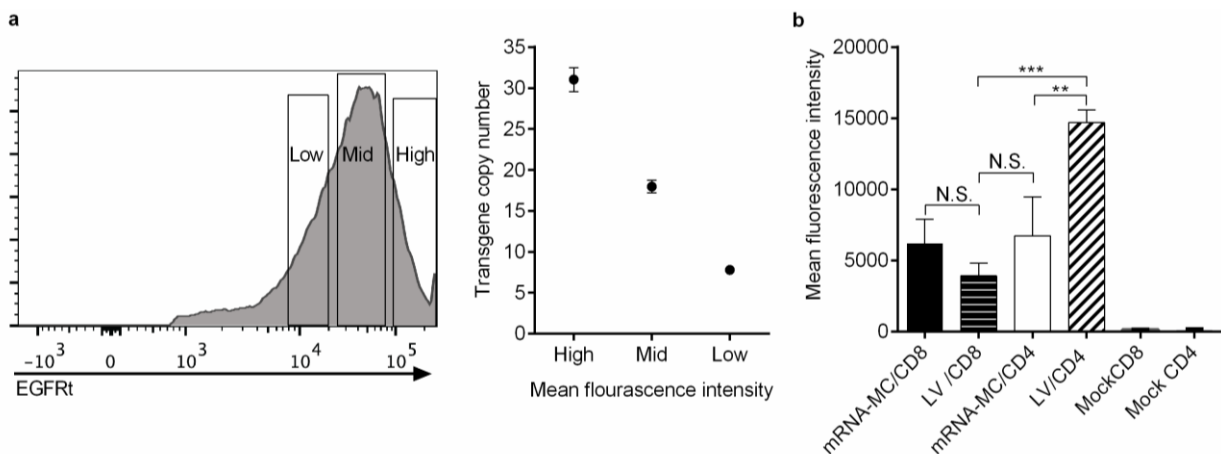 a
Low
Mid
High
−10³ 0 10³ 10⁴ 10⁵
EGFRt
Transgene copy number
35
30
25
20
15
10
5
0
High Mid Low
Mean flourascence intensity
b
Mean fluorescence intensity
20000
15000
10000
5000
0
***
**
N.S.
N.S.
mRNA-MC/CD8
LV /CD8
mRNA-MC/CD4
LV/CD4
MockCD8
Mock CD4